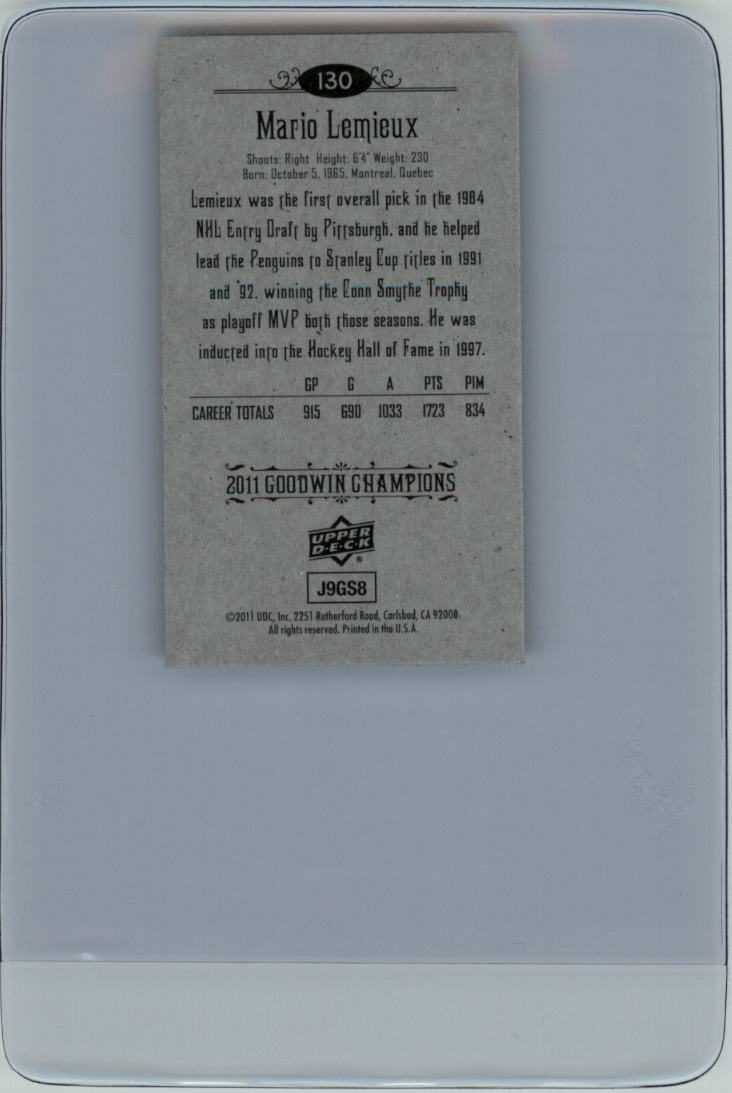 130
Mario Lemieux
Shoots: Right Height: 6'4" Weight: 230
Born: October 5, 1965, Montreal, Quebec
Lemieux was the first overall pick in the 1984
NHL Entry Draft by Pittsburgh, and he helped
lead the Penguins to Stanley Cup titles in 1991
and '92, winning the Conn Smythe Trophy
as playoff MVP both those seasons. He was
inducted into the Hockey Hall of Fame in 1997.
GP G A PTS PIM
CAREER TOTALS 915 690 1033 1723 834
2011 GOODWIN CHAMPIONS
UPPER
D·E·C·K ®
J9GS8
©2011 UDC, Inc. 2251 Rutherford Road, Carlsbad, CA 92008.
All rights reserved. Printed in the U.S.A.